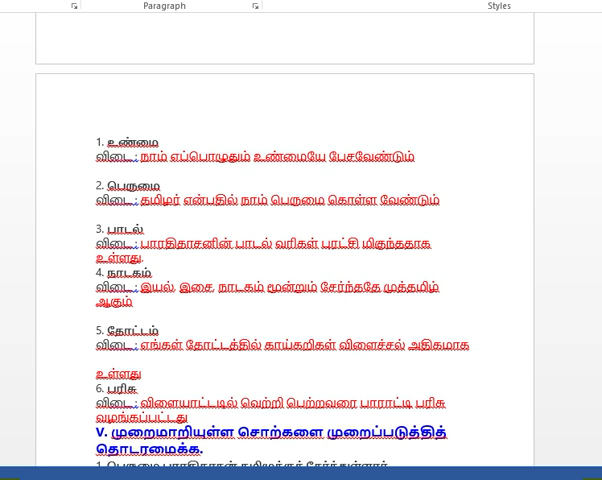 Paragraph
Styles
1. உண்மை
விடை : நாம் எப்பொழுதும் உண்மையே பேசவேண்டும்
2. பெருமை
விடை : தமிழர் என்பதில் நாம் பெருமை கொள்ள வேண்டும்
3. பாடல்
விடை : பாரதிதாசனின் பாடல் வரிகள் புரட்சி மிகுந்ததாக
உள்ளது.
4. நாடகம்
விடை : இயல், இசை, நாடகம் மூன்றும் சேர்ந்ததே முத்தமிழ்
ஆகும்
5. தோட்டம்
விடை : எங்கள் தோட்டத்தில் காய்கறிகள் விளைச்சல் அதிகமாக
உள்ளது
6. பரிசு
விடை : விளையாட்டடில் வெற்றி பெற்றவரை பாராட்டி பரிசு
வழங்கப்பட்டது
V. முறைமாறியுள்ள சொற்களை முறைப்படுத்தித்
தொடரமைக்க.